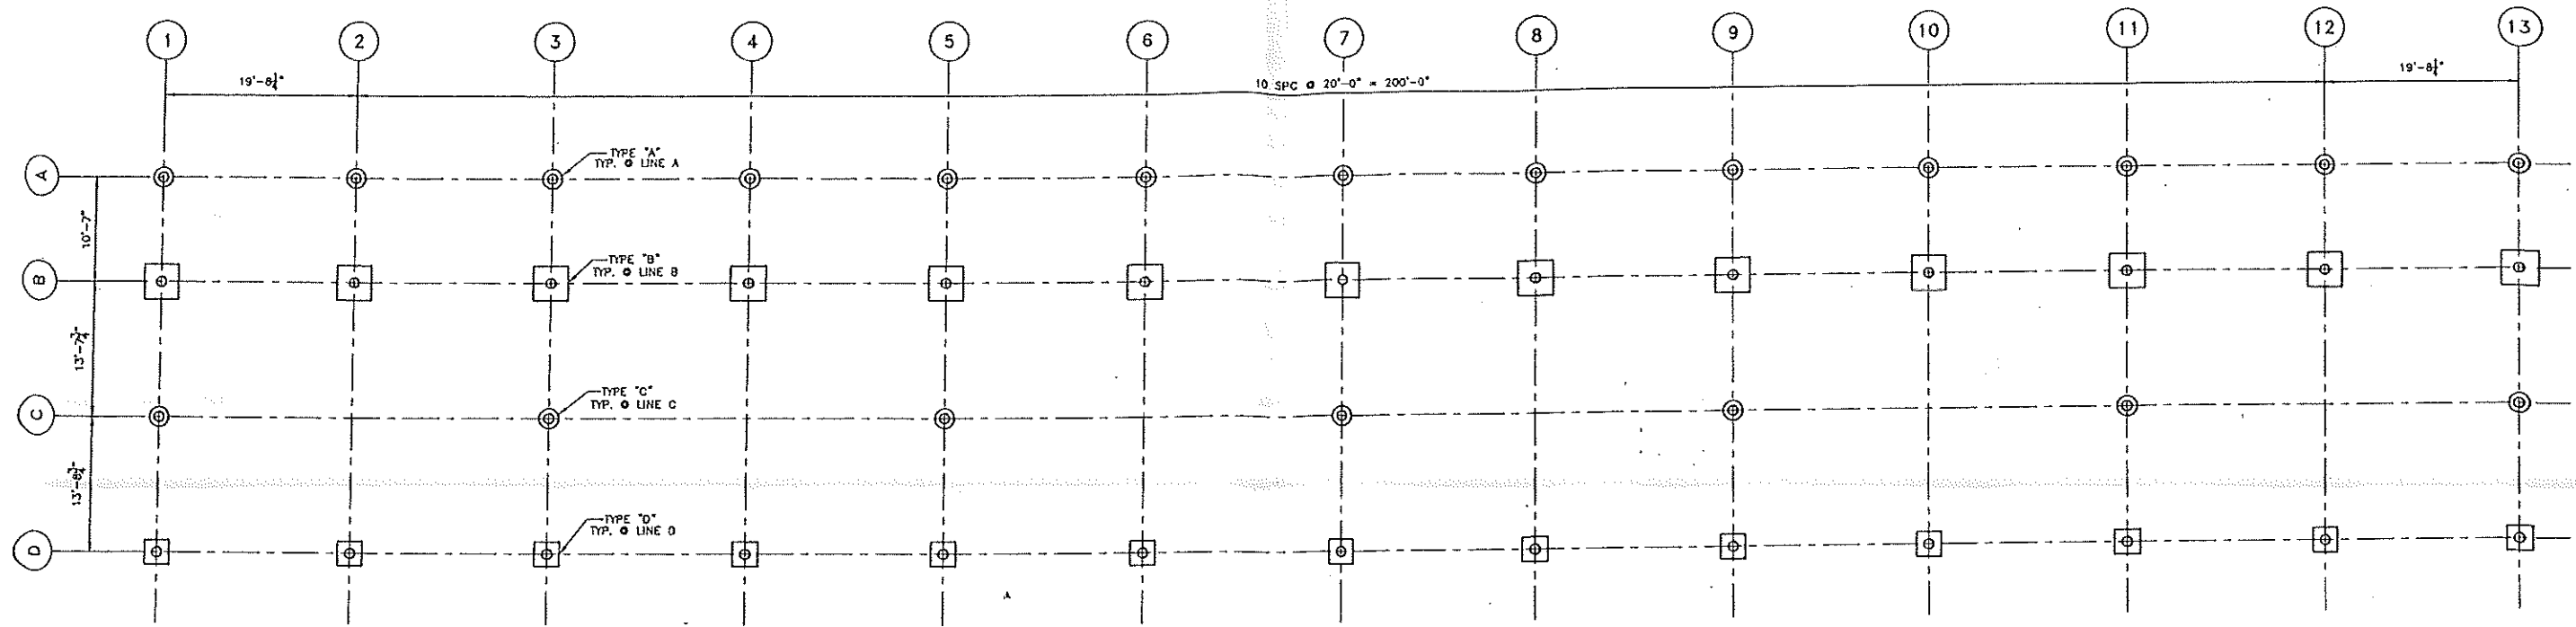 1 2 3 4 5 6 7 8 9 10 11 12 13
19'-8¼" 10 SPC @ 20'-0" = 200'-0" 19'-8¼"
A
TYPE "A"
TYP. @ LINE A
10'-7"
B
TYPE "B"
TYP. @ LINE B
13'-7¾"
C
TYPE "C"
TYP. @ LINE C
13'-8¾"
D
TYPE "D"
TYP. @ LINE D